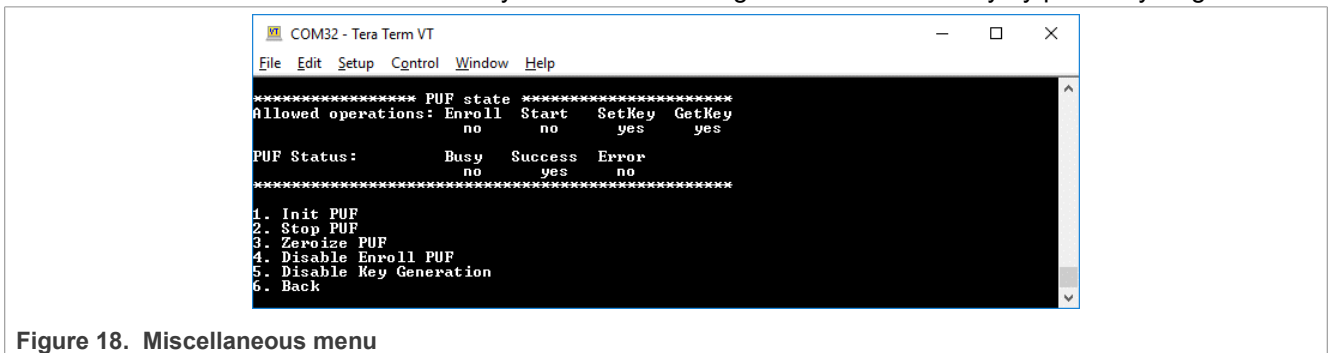 COM32 - Tera Term VT
File Edit Setup Control Window Help
***************** PUF state **********************
Allowed operations: Enroll Start SetKey GetKey
no no yes yes
PUF Status: Busy Success Error
no yes no
**************************************************
1. Init PUF
2. Stop PUF
3. Zeroize PUF
4. Disable Enroll PUF
5. Disable Key Generation
6. Back
Figure 18. Miscellaneous menu